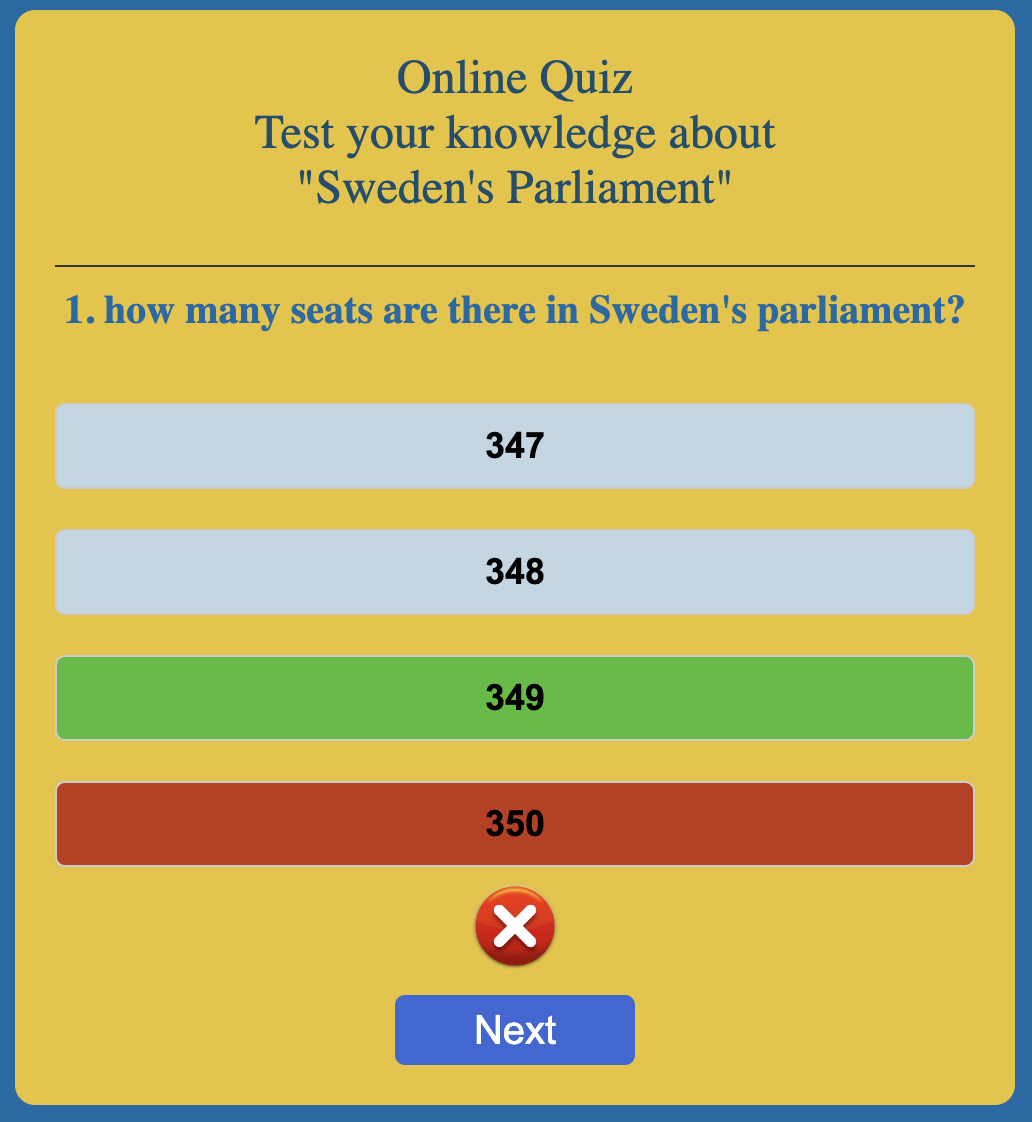 Online Quiz
Test your knowledge about
"Sweden's Parliament"
1. how many seats are there in Sweden's parliament?
347
348
349
350
Next